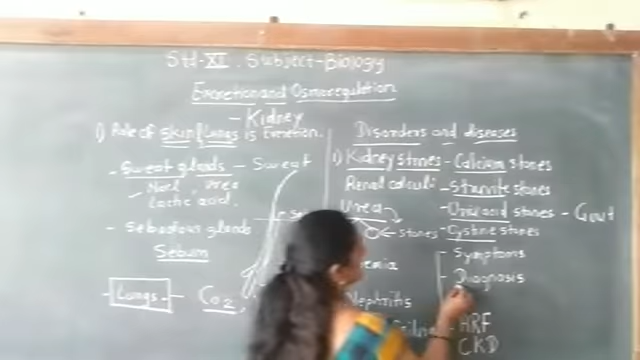 Std-XI. Subject-Biology
Excretion and Osmoregulation
- Kidney
1) Role of skin & Lungs in Excretion.
- Sweat glands - Sweat
- NaCl, urea
lactic acid.
- Sebaceous glands
Sebum
- Lungs - CO2,
Disorders and diseases
1) Kidney stones - Calcium stones
Renal calculi - Struvite stones
Urea - Uric acid stones - Gout
stones - Cystine stones
- Symptoms
- Diagnosis
Nephritis
- ARF
CKD